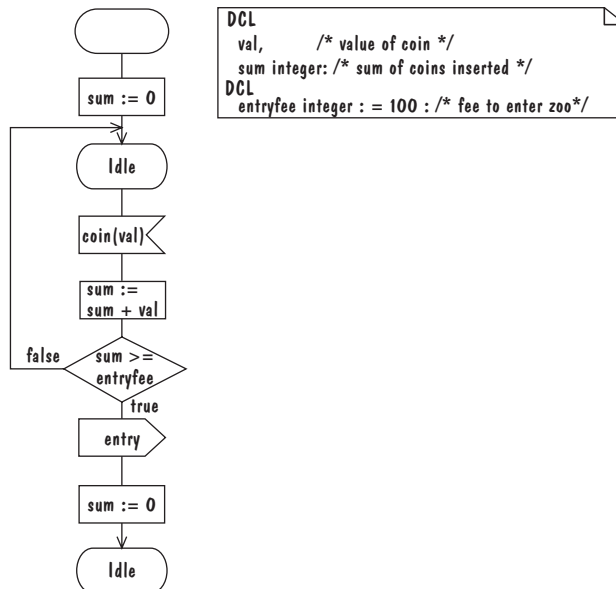 DCL
val, /* value of coin */
sum integer: /* sum of coins inserted */
DCL
entryfee integer : = 100 : /* fee to enter zoo*/
sum := 0
Idle
coin(val)
sum :=
sum + val
false
sum >=
entryfee
true
entry
sum := 0
Idle